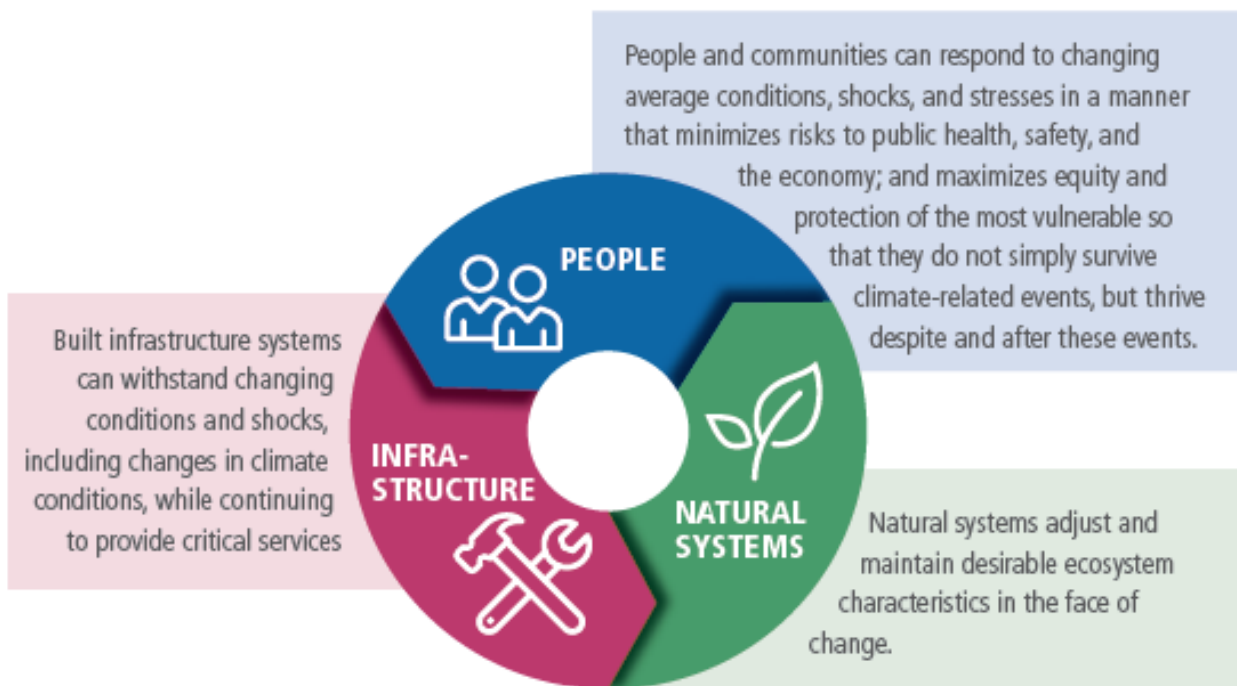 People and communities can respond to changing
average conditions, shocks, and stresses in a manner
that minimizes risks to public health, safety, and
the economy; and maximizes equity and
protection of the most vulnerable so
that they do not simply survive
climate-related events, but thrive
despite and after these events.
PEOPLE
Built infrastructure systems
can withstand changing
conditions and shocks,
including changes in climate
conditions, while continuing
to provide critical services
INFRA-
STRUCTURE
NATURAL
SYSTEMS
Natural systems adjust and
maintain desirable ecosystem
characteristics in the face of
change.